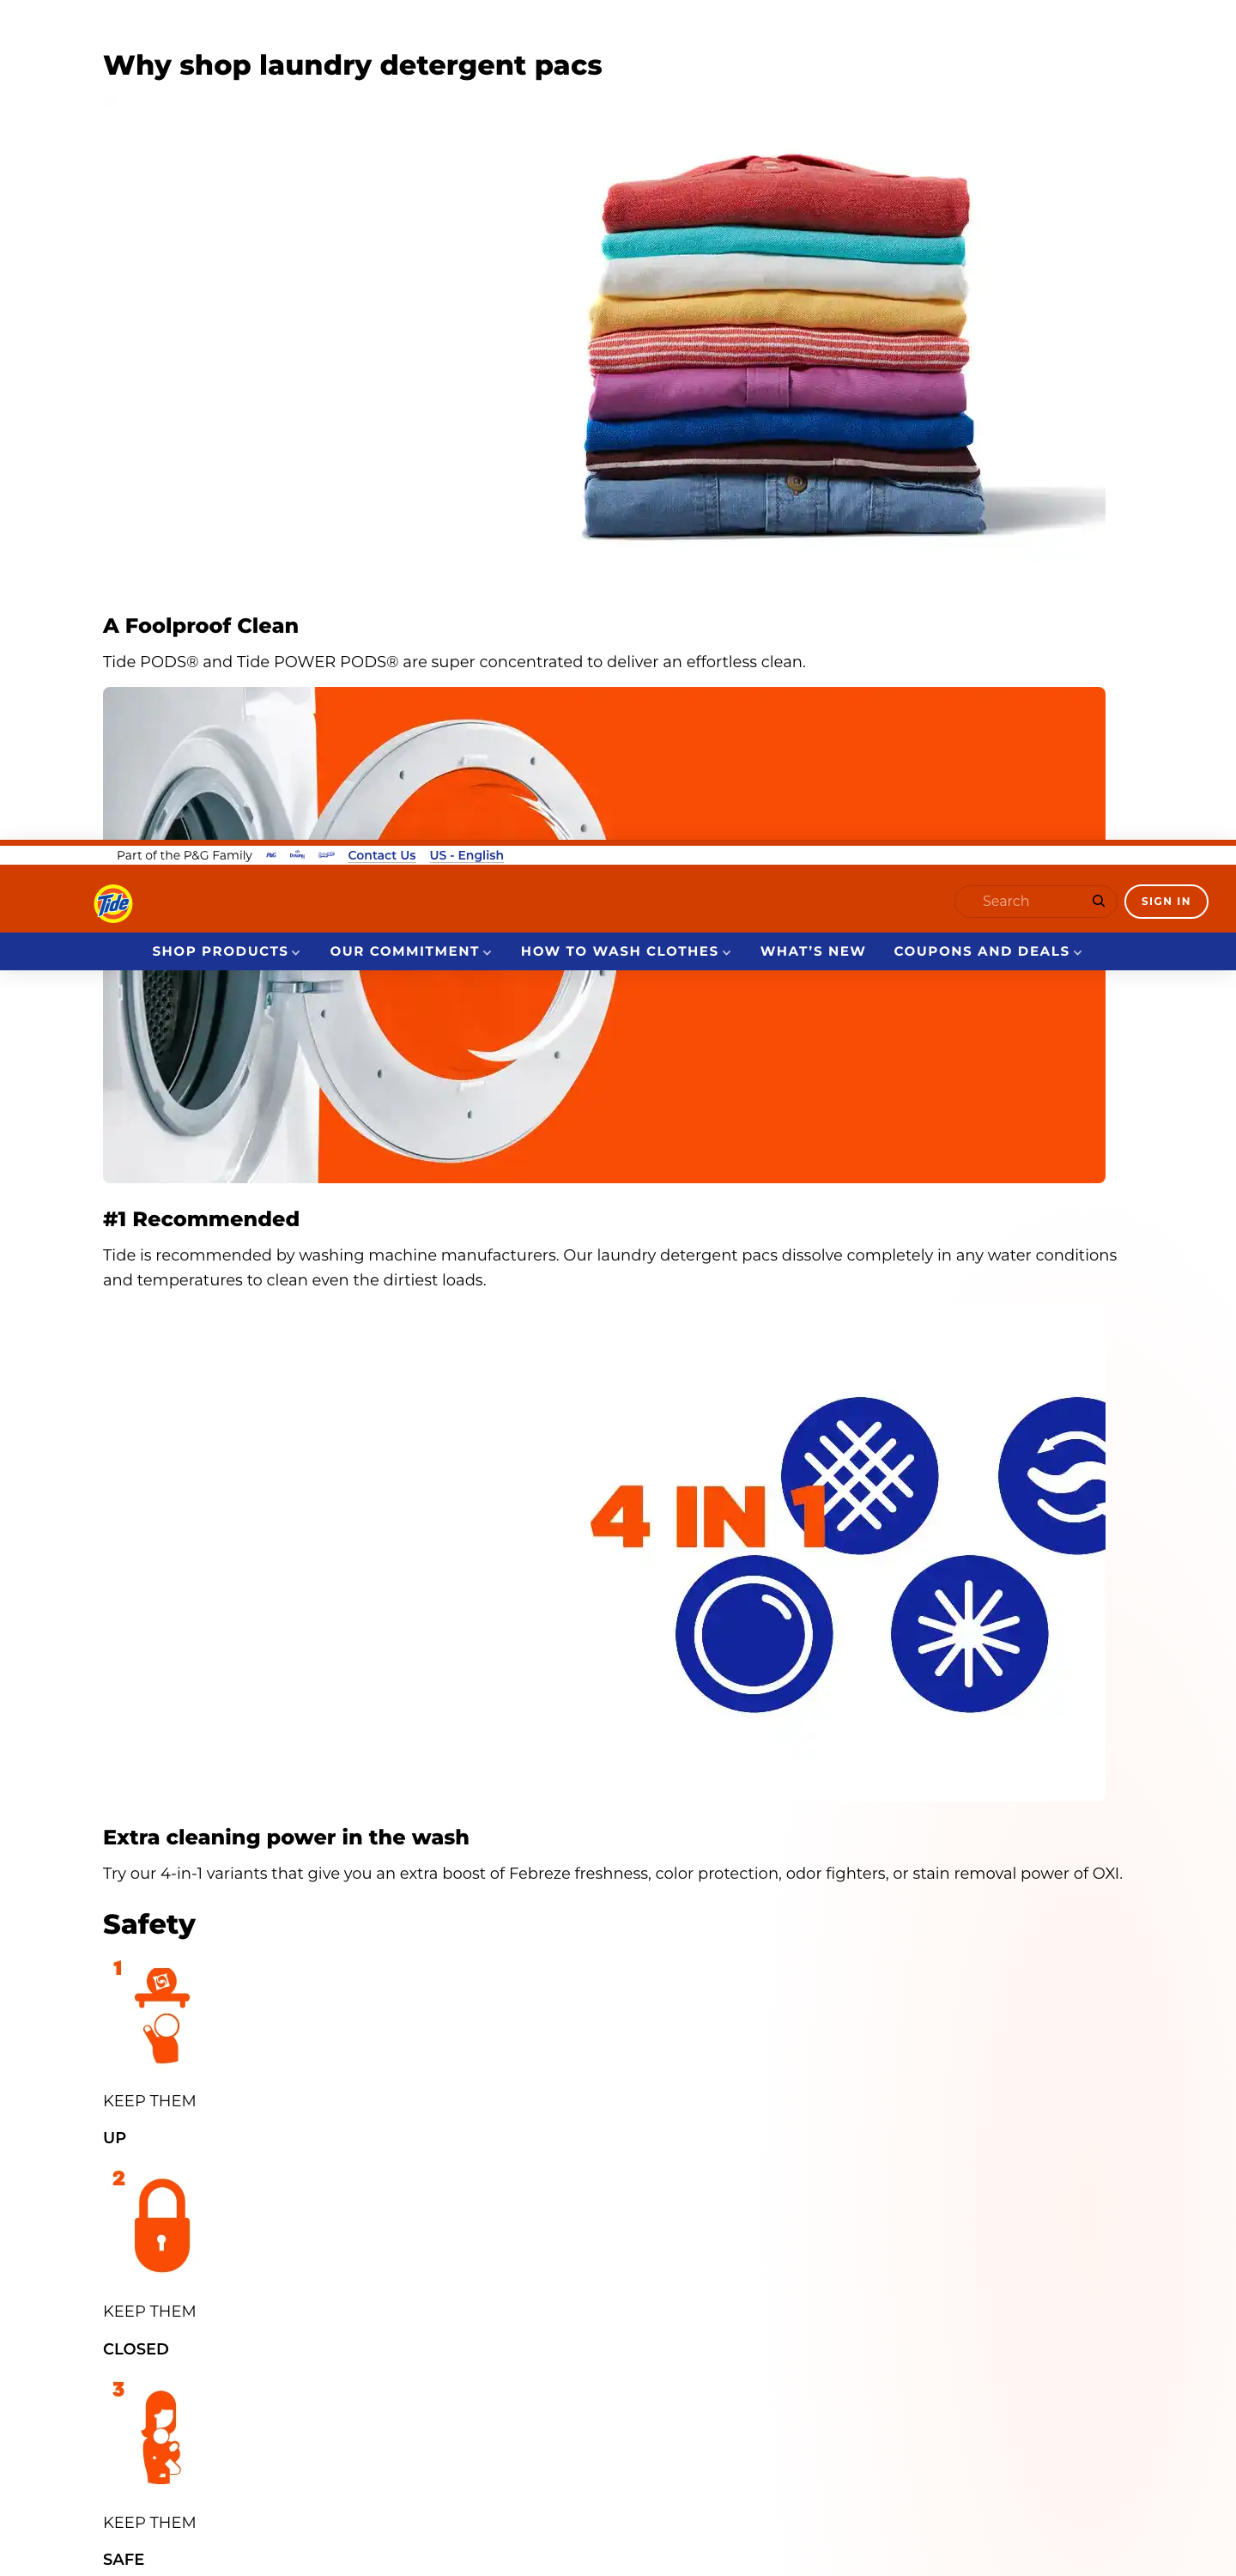 Why shop laundry detergent pacs
A Foolproof Clean
Tide PODS® and Tide POWER PODS® are super concentrated to deliver an effortless clean.
Part of the P&G Family P&G Downy Contact Us US - English
Tide Search SIGN IN
SHOP PRODUCTS OUR COMMITMENT HOW TO WASH CLOTHES WHAT’S NEW COUPONS AND DEALS
#1 Recommended
Tide is recommended by washing machine manufacturers. Our laundry detergent pacs dissolve completely in any water conditions
and temperatures to clean even the dirtiest loads.
4 IN 1
Extra cleaning power in the wash
Try our 4-in-1 variants that give you an extra boost of Febreze freshness, color protection, odor fighters, or stain removal power of OXI.
Safety
1
KEEP THEM
UP
2
KEEP THEM
CLOSED
3
KEEP THEM
SAFE